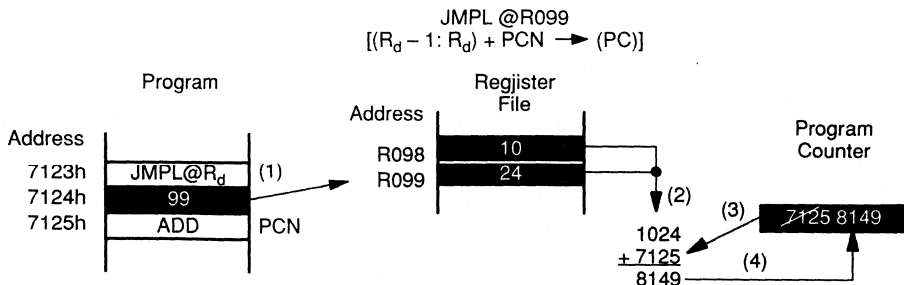 JMPL @R099
[(Rd – 1: Rd) + PCN → (PC)]
Program
Regjister
File
Address
Address
Program
Counter
7123h JMPL@Rd (1)
7124h 99
7125h ADD PCN
R098 10
R099 24
(2)
(3)
7125 8149
1024
+ 7125
8149
(4)